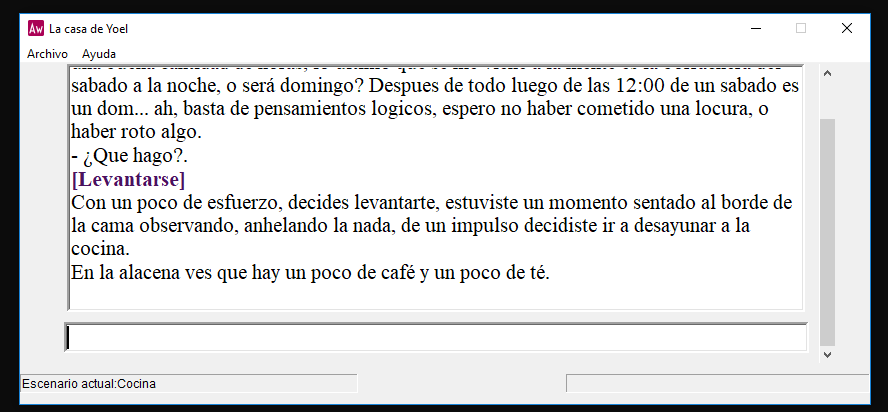 Aw La casa de Yoel
Archivo Ayuda
sabado a la noche, o será domingo? Despues de todo luego de las 12:00 de un sabado es
un dom... ah, basta de pensamientos logicos, espero no haber cometido una locura, o
haber roto algo.
- ¿Que hago?.
[Levantarse]
Con un poco de esfuerzo, decides levantarte, estuviste un momento sentado al borde de
la cama observando, anhelando la nada, de un impulso decidiste ir a desayunar a la
cocina.
En la alacena ves que hay un poco de café y un poco de té.
Escenario actual:Cocina